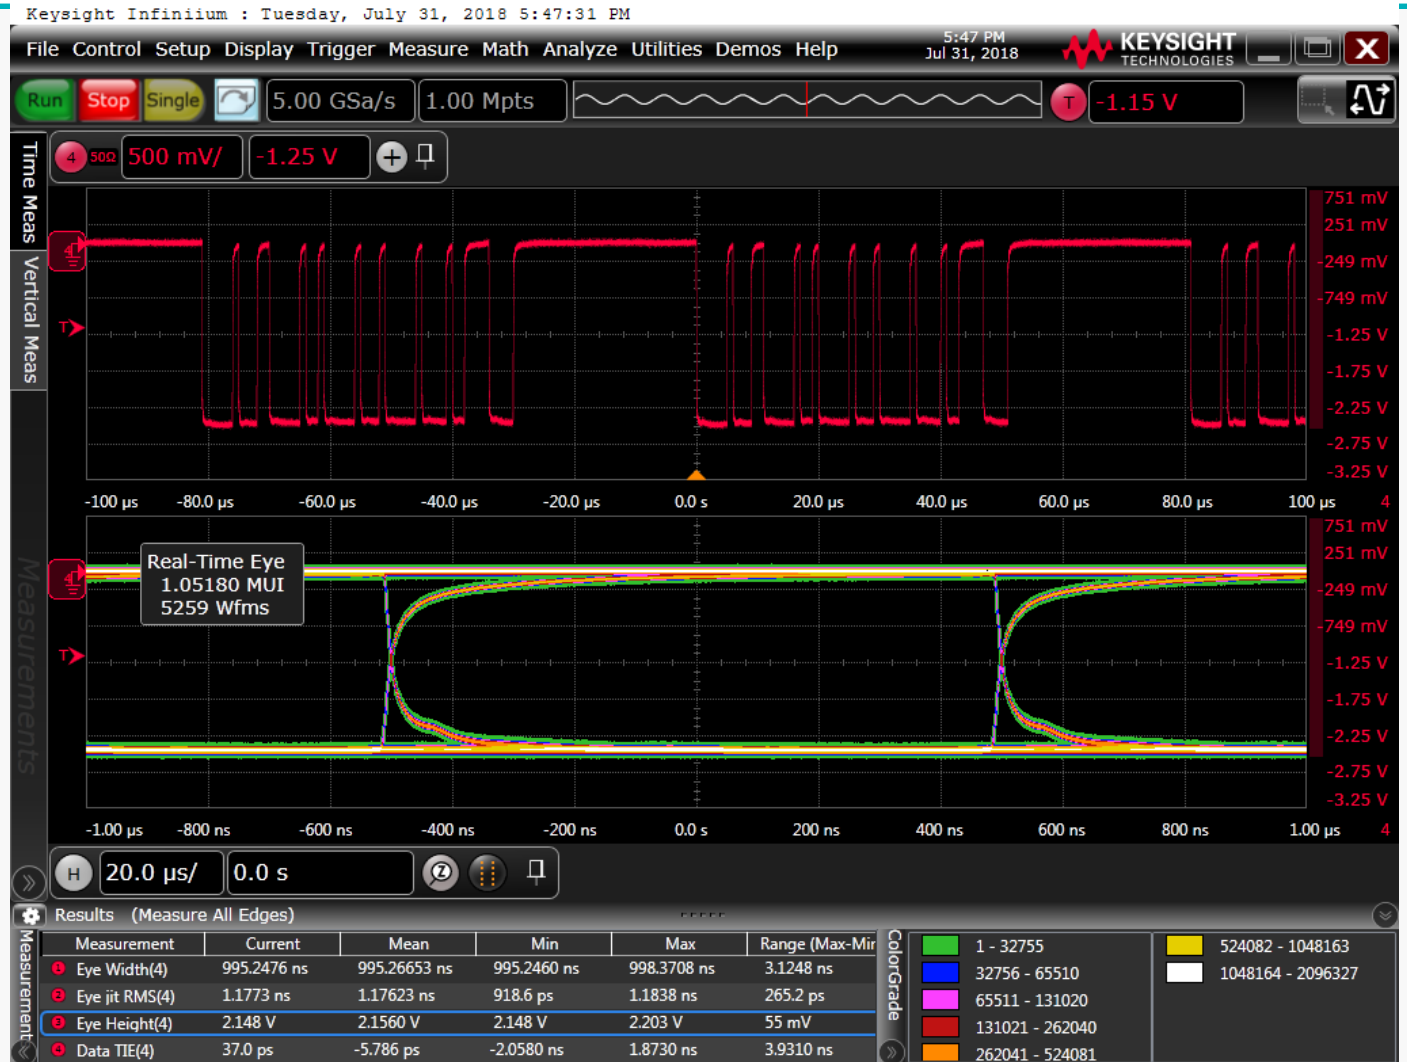 Keysight Infiniium : Tuesday, July 31, 2018 5:47:31 PM
File Control Setup Display Trigger Measure Math Analyze Utilities Demos Help
5:47 PM
Jul 31, 2018
KEYSIGHT
TECHNOLOGIES
X
Run Stop Single 5.00 GSa/s 1.00 Mpts T -1.15 V
Time Meas
Vertical Meas
Measurements
4 50Ω 500 mV/ -1.25 V +
751 mV
251 mV
-249 mV
-749 mV
-1.25 V
-1.75 V
-2.25 V
-2.75 V
-3.25 V
4
T
-100 µs -80.0 µs -60.0 µs -40.0 µs -20.0 µs 0.0 s 20.0 µs 40.0 µs 60.0 µs 80.0 µs 100 µs 4
Real-Time Eye
1.05180 MUI
5259 Wfms
751 mV
251 mV
-249 mV
-749 mV
-1.25 V
-1.75 V
-2.25 V
-2.75 V
-3.25 V
4
T
-1.00 µs -800 ns -600 ns -400 ns -200 ns 0.0 s 200 ns 400 ns 600 ns 800 ns 1.00 µs 4
H 20.0 µs/ 0.0 s Z
Results (Measure All Edges)
Measurement
Measurement Current Mean Min Max Range (Max-Min
1 Eye Width(4) 995.2476 ns 995.26653 ns 995.2460 ns 998.3708 ns 3.1248 ns
2 Eye jit RMS(4) 1.1773 ns 1.17623 ns 918.6 ps 1.1838 ns 265.2 ps
3 Eye Height(4) 2.148 V 2.1560 V 2.148 V 2.203 V 55 mV
4 Data TIE(4) 37.0 ps -5.786 ps -2.0580 ns 1.8730 ns 3.9310 ns
ColorGrade
1 - 32755
32756 - 65510
65511 - 131020
131021 - 262040
262041 - 524081
524082 - 1048163
1048164 - 2096327